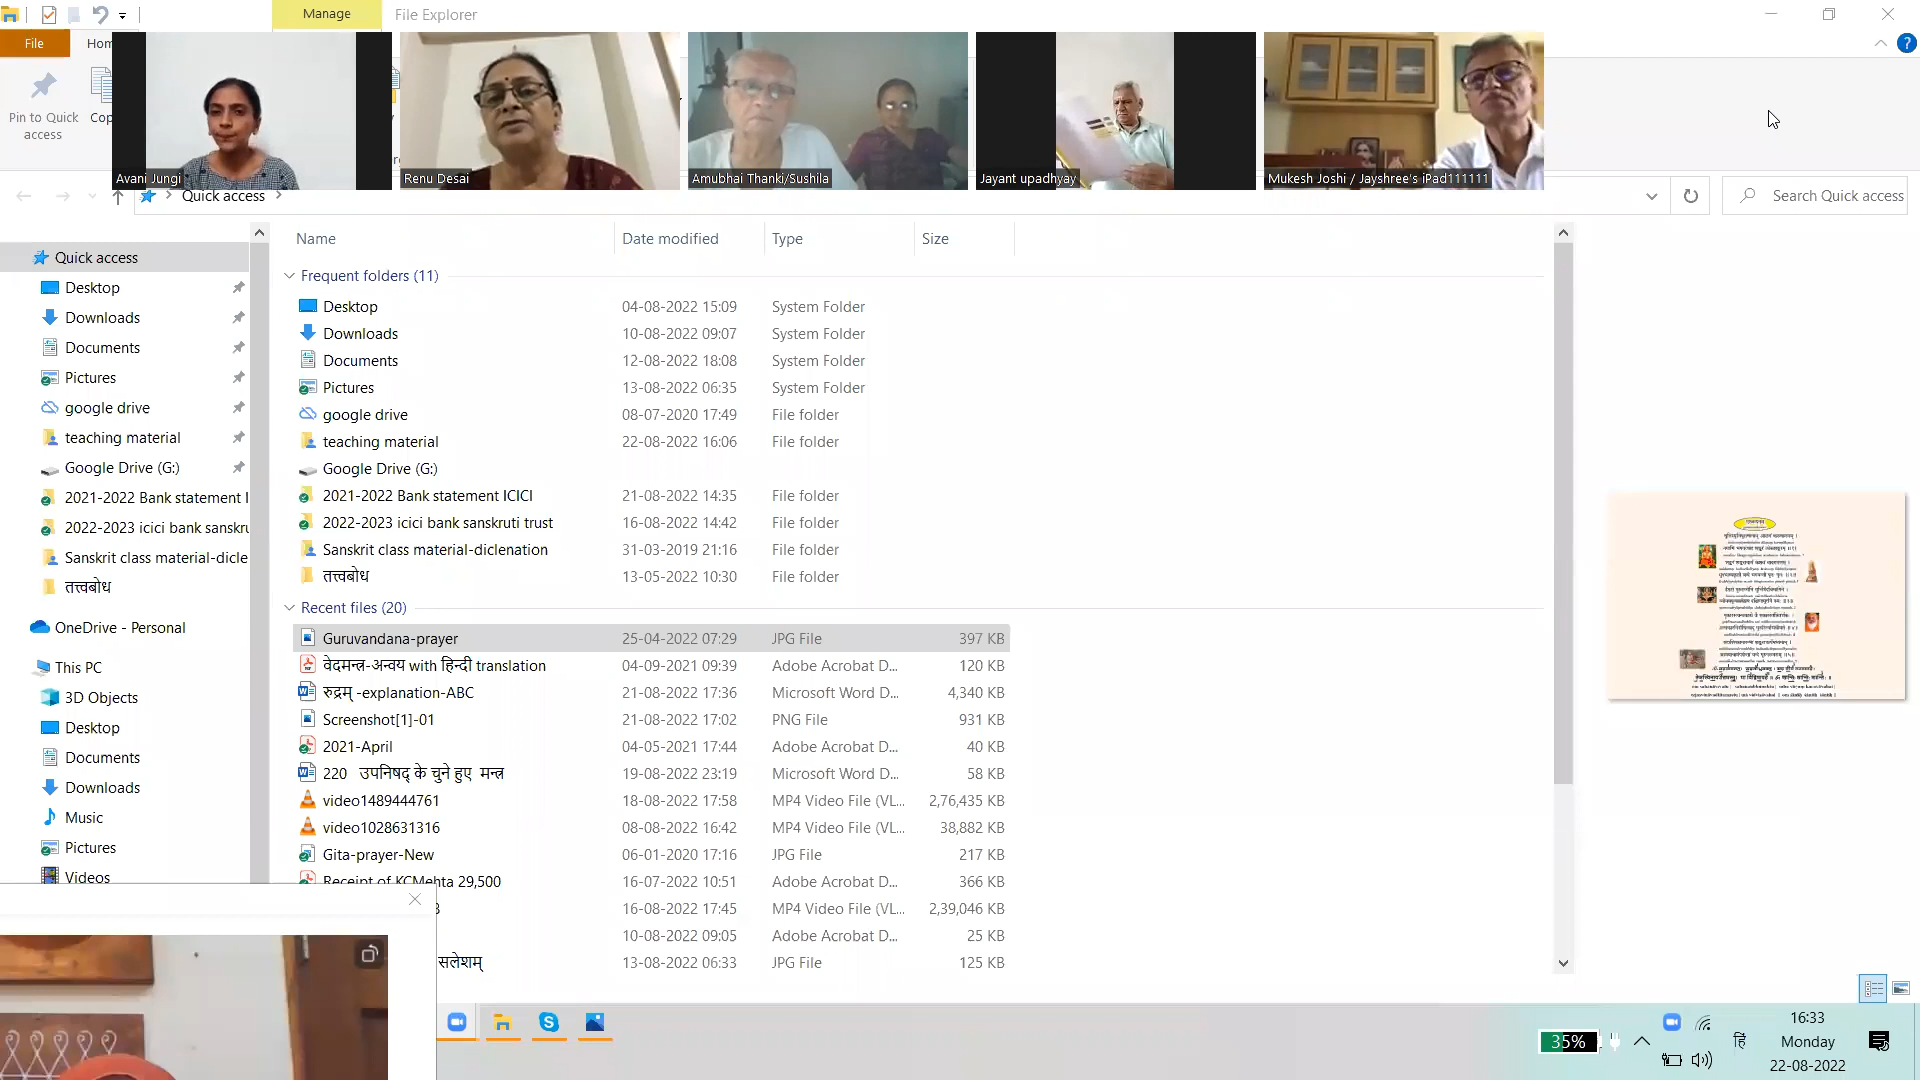 Manage
File Explorer
File
Hom
Pin to Quick access
Cop
Avani Jungi
Renu Desai
Amubhai Thanki/Sushila
Jayant upadhyay
Mukesh Joshi / Jayshree's iPad111111
Quick access
Search Quick access
Name Date modified Type Size
Quick access
Desktop
Downloads
Documents
Pictures
google drive
teaching material
Google Drive (G:)
2021-2022 Bank statement I
2022-2023 icici bank sanskru
Sanskrit class material-dicle
तत्त्वबोध
OneDrive - Personal
This PC
3D Objects
Desktop
Documents
Downloads
Music
Pictures
Videos
Frequent folders (11)
Desktop 04-08-2022 15:09 System Folder
Downloads 10-08-2022 09:07 System Folder
Documents 12-08-2022 18:08 System Folder
Pictures 13-08-2022 06:35 System Folder
google drive 08-07-2020 17:49 File folder
teaching material 22-08-2022 16:06 File folder
Google Drive (G:)
2021-2022 Bank statement ICICI 21-08-2022 14:35 File folder
2022-2023 icici bank sanskruti trust 16-08-2022 14:42 File folder
Sanskrit class material-diclenation 31-03-2019 21:16 File folder
तत्त्वबोध 13-05-2022 10:30 File folder
Recent files (20)
Guruvandana-prayer 25-04-2022 07:29 JPG File 397 KB
वेदमन्त्र-अन्वय with हिन्दी translation 04-09-2021 09:39 Adobe Acrobat D... 120 KB
रुद्रम् -explanation-ABC 21-08-2022 17:36 Microsoft Word D... 4,340 KB
Screenshot[1]-01 21-08-2022 17:02 PNG File 931 KB
2021-April 04-05-2021 17:44 Adobe Acrobat D... 40 KB
220 उपनिषद् के चुने हुए मन्त्र 19-08-2022 23:19 Microsoft Word D... 58 KB
video1489444761 18-08-2022 17:58 MP4 Video File (VL... 2,76,435 KB
video1028631316 08-08-2022 16:42 MP4 Video File (VL... 38,882 KB
Gita-prayer-New 06-01-2020 17:16 JPG File 217 KB
Receipt of KCMehta 29,500 16-07-2022 10:51 Adobe Acrobat D... 366 KB
16-08-2022 17:45 MP4 Video File (VL... 2,39,046 KB
10-08-2022 09:05 Adobe Acrobat D... 25 KB
सलेशम् 13-08-2022 06:33 JPG File 125 KB
35%
हिं
16:33
Monday
22-08-2022